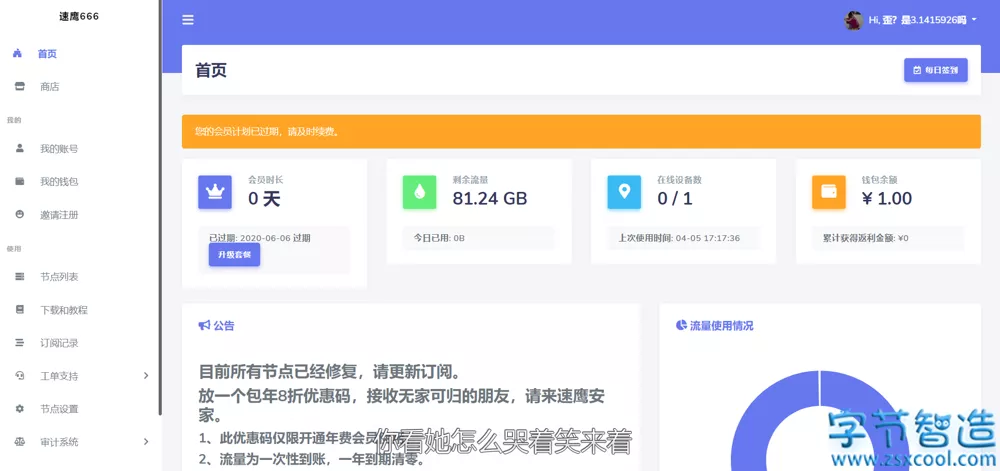 速鹰666
Hi, 歪？是3.1415926吗
首页
商店
我的
我的账号
我的钱包
邀请注册
使用
节点列表
下载和教程
订阅记录
工单支持
节点设置
审计系统
首页
每日签到
您的会员计划已过期，请及时续费。
会员时长
0 天
已过期: 2020-06-06 过期
升级套餐
剩余流量
81.24 GB
今日已用: 0B
在线设备数
0 / 1
上次使用时间: 04-05 17:17:36
钱包余额
¥ 1.00
累计获得返利金额: ¥0
公告
目前所有节点已经修复，请更新订阅。
放一个包年8折优惠码，接收无家可归的朋友，请来速鹰安
家。
1、此优惠码仅限开通年费会员
2、流量为一次性到账，一年到期清零。
流量使用情况
你看她怎么哭着笑来着
字节智造
www.zsxcool.com